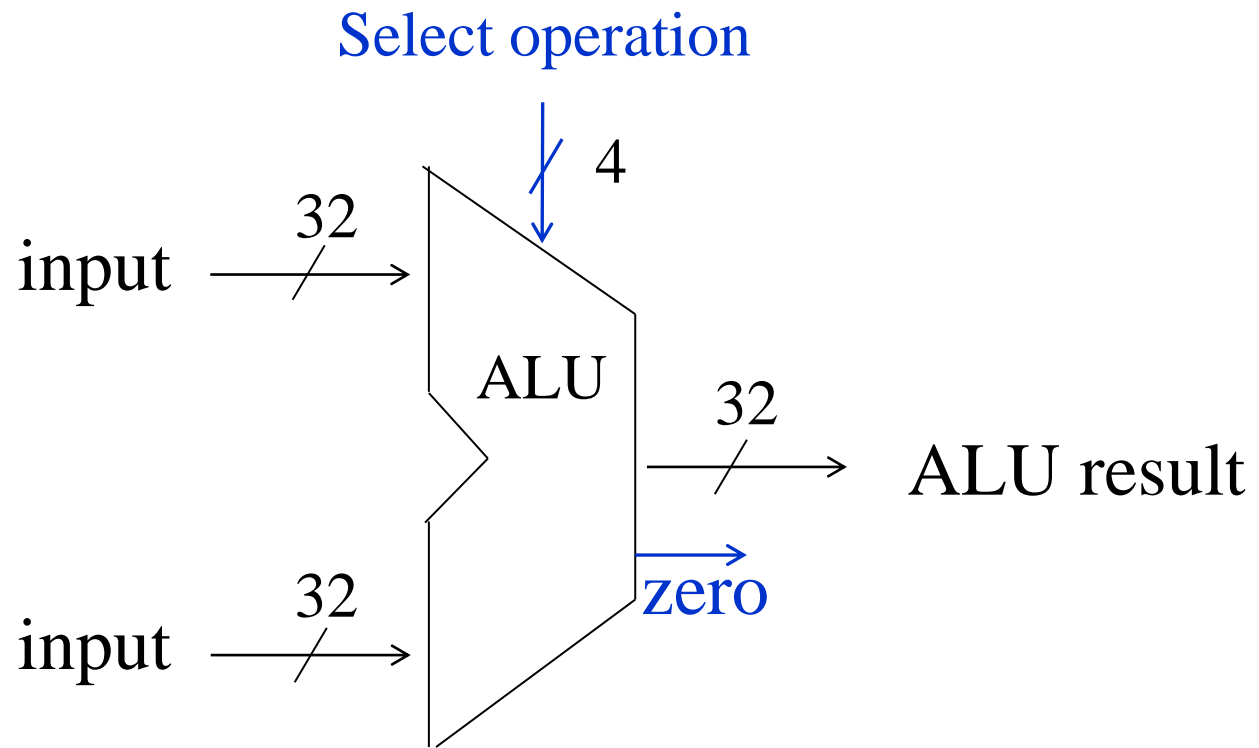 Select operation
4
32
input
ALU
32
ALU result
zero
32
input